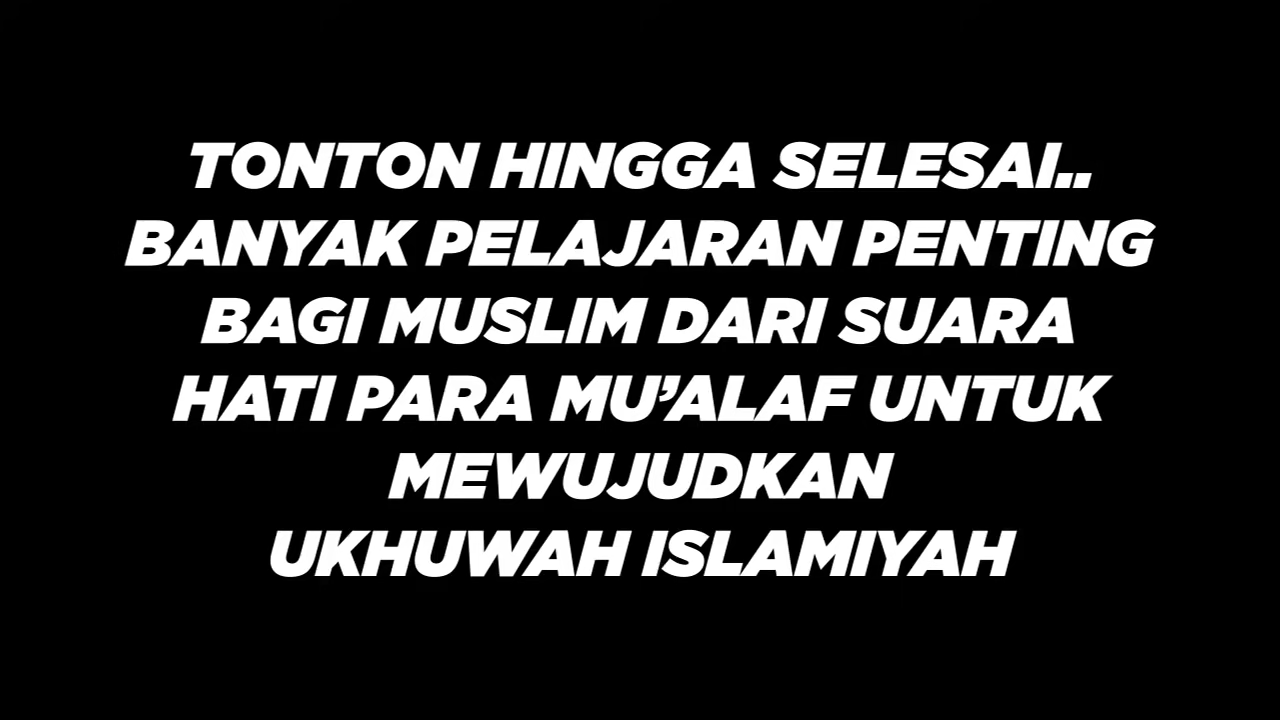 TONTON HINGGA SELESAI..
BANYAK PELAJARAN PENTING
BAGI MUSLIM DARI SUARA
HATI PARA MU’ALAF UNTUK
MEWUJUDKAN
UKHUWAH ISLAMIYAH